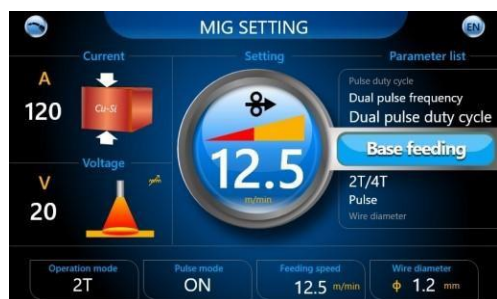 MIG SETTING
EN
Current
Setting
Parameter list
A
120
Cu-Si
Voltage
V
20
12.5
m/min
Pulse duty cycle
Dual pulse frequency
Dual pulse duty cycle
Base feeding
2T/4T
Pulse
Wire diameter
Operation mode
2T
Pulse mode
ON
Feeding speed
12.5 m/min
Wire diameter
ϕ 1.2 mm